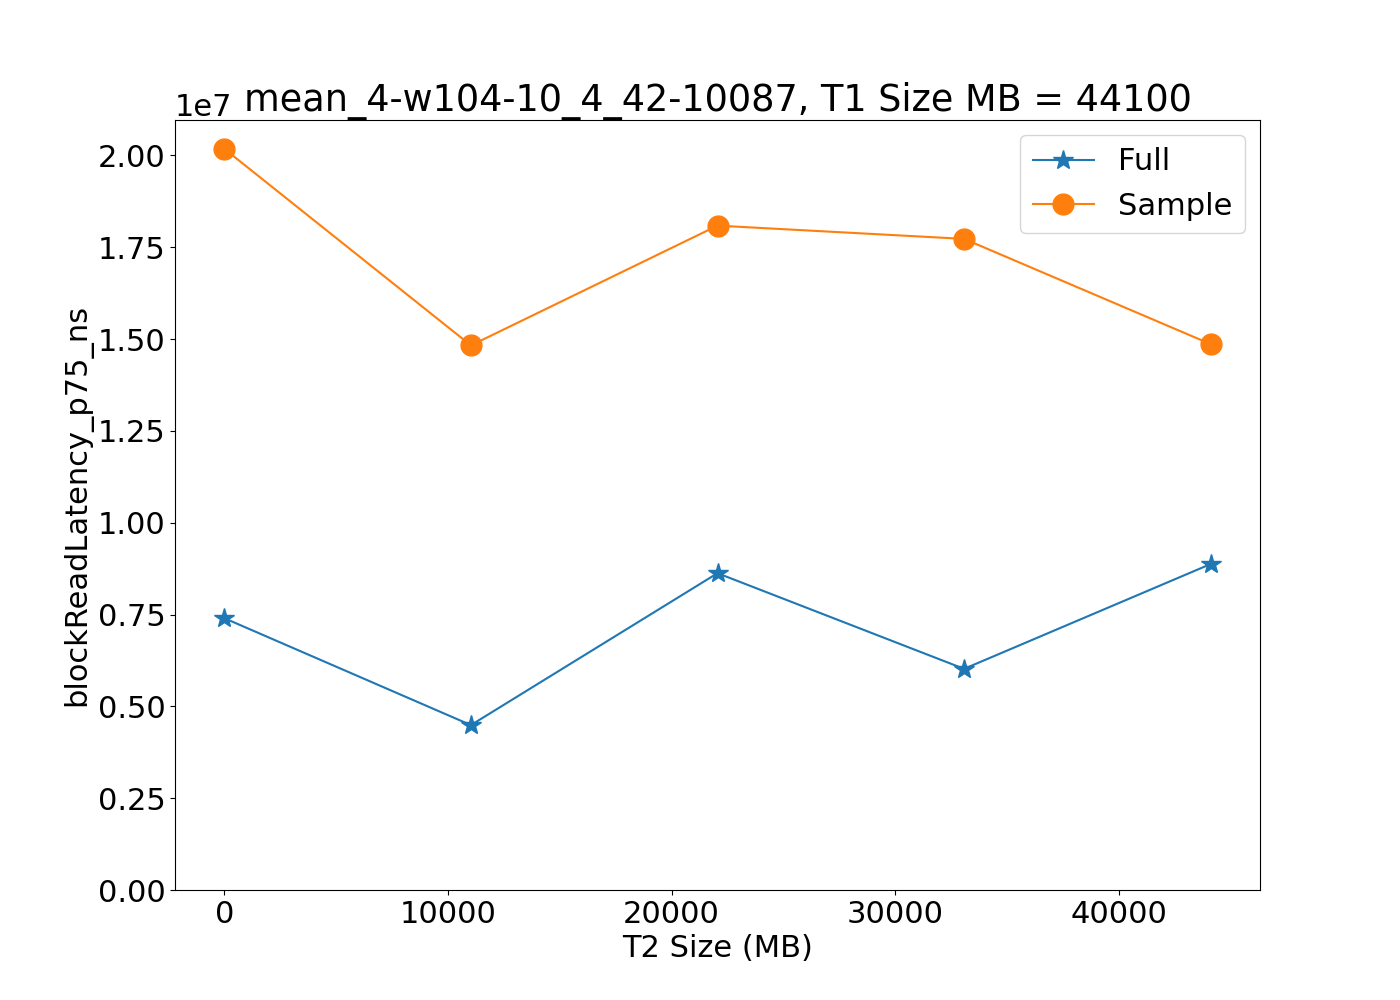 1e7
mean_4-w104-10_4_42-10087, T1 Size MB = 44100
Full
Sample
2.00
1.75
1.50
1.25
1.00
0.75
0.50
0.25
0.00
blockReadLatency_p75_ns
0 10000 20000 30000 40000
T2 Size (MB)